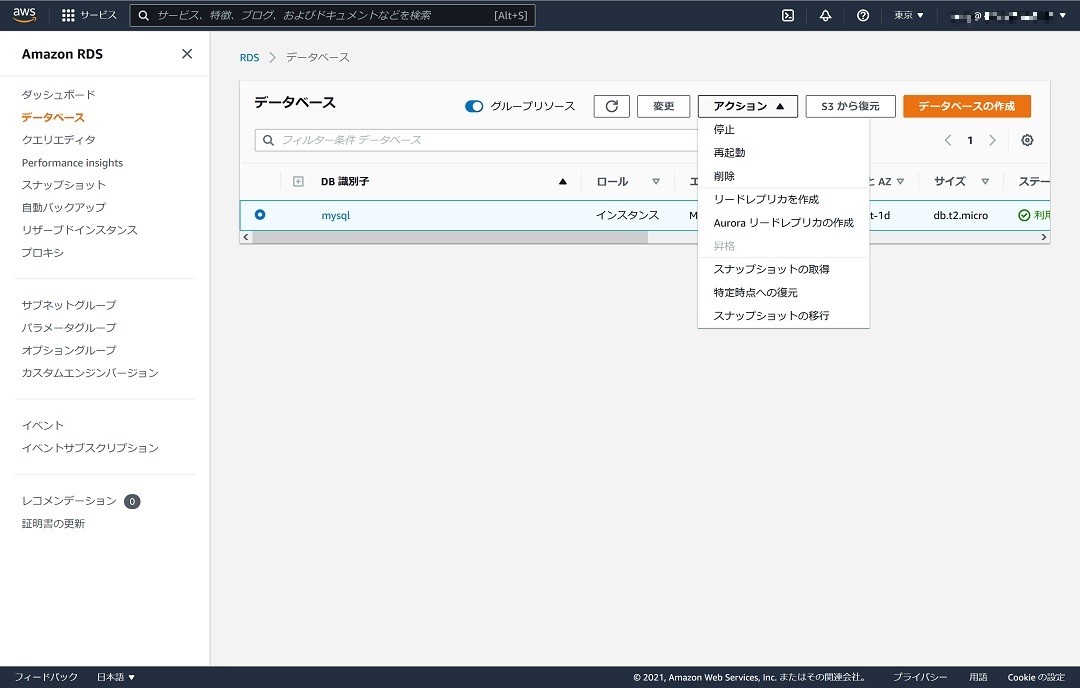 aws サービス サービス、特徴、ブログ、およびドキュメントなどを検索 [Alt+S] 東京 ▼
Amazon RDS
ダッシュボード
データベース
クエリエディタ
Performance insights
スナップショット
自動バックアップ
リザーブドインスタンス
プロキシ
サブネットグループ
パラメータグループ
オプショングループ
カスタムエンジンバージョン
イベント
イベントサブスクリプション
レコメンデーション 0
証明書の更新
RDS > データベース
データベース グループリソース 変更 アクション ▲ S3 から復元 データベースの作成
フィルター条件 データベース 1
DB 識別子 ▲ ロール ▽ エ と AZ ▽ サイズ ▽ ステー
mysql インスタンス M t-1d db.t2.micro 利用
停止
再起動
削除
リードレプリカを作成
Aurora リードレプリカの作成
昇格
スナップショットの取得
特定時点への復元
スナップショットの移行
フィードバック 日本語 ▼ © 2021, Amazon Web Services, Inc. またはその関連会社。 プライバシー 用語 Cookie の設定